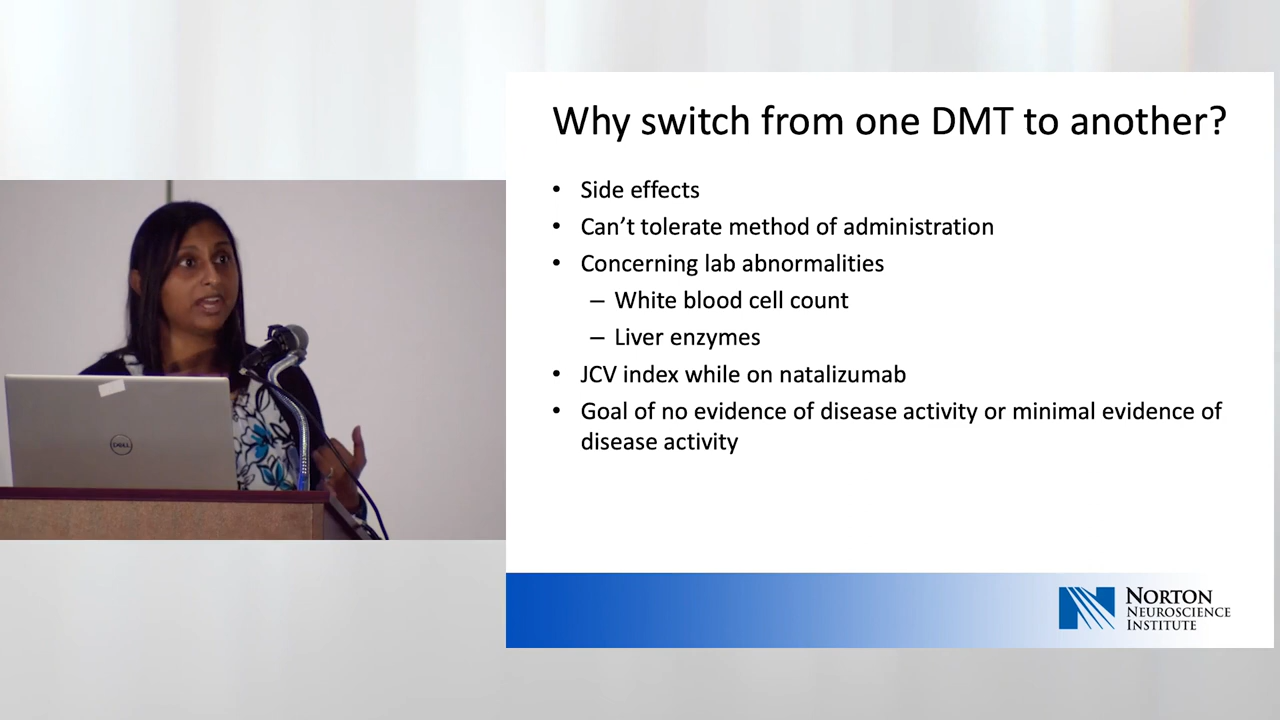 Why switch from one DMT to another?
• Side effects
• Can't tolerate method of administration
• Concerning lab abnormalities
– White blood cell count
– Liver enzymes
• JCV index while on natalizumab
• Goal of no evidence of disease activity or minimal evidence of
disease activity
DELL
NORTON
NEUROSCIENCE
INSTITUTE